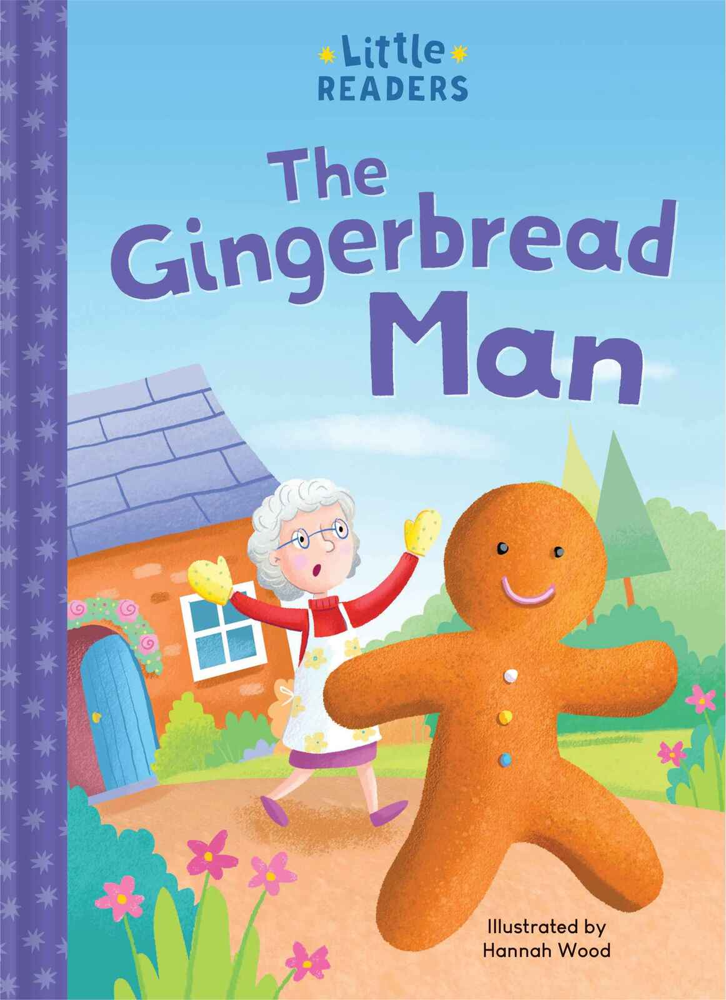 Little
READERS
The
Gingerbread
Man
Illustrated by
Hannah Wood